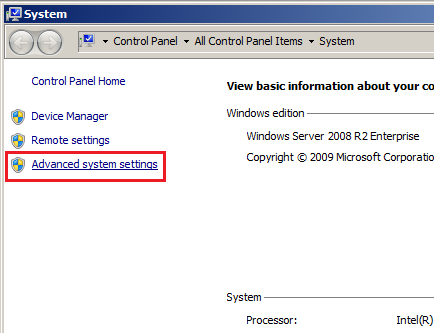 System
Control Panel All Control Panel Items System
Control Panel Home
Device Manager
Remote settings
Advanced system settings
View basic information about your co
Windows edition
Windows Server 2008 R2 Enterprise
Copyright © 2009 Microsoft Corporatio
System
Processor: Intel(R)